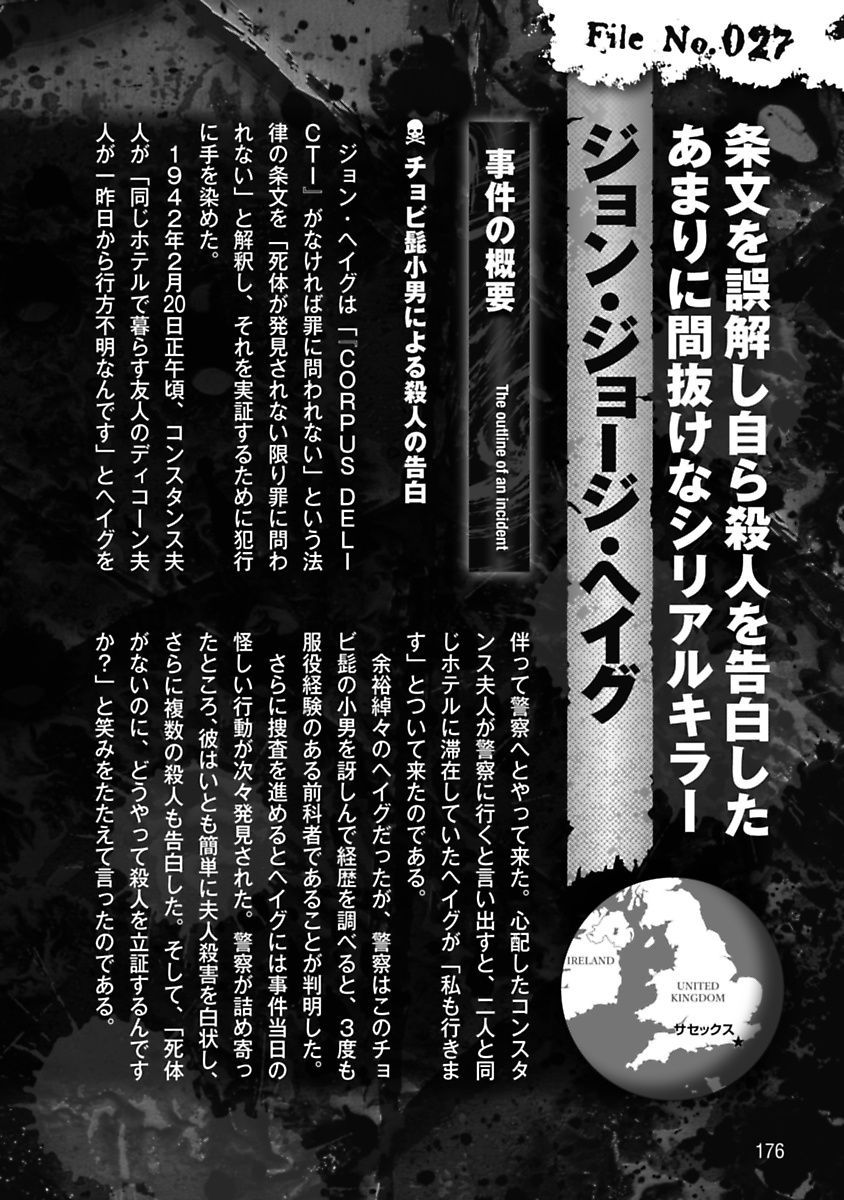 File No.027
条文を誤解し自ら殺人を告白した
あまりに間抜けなシリアルキラー
ジョン・ジョージ・ヘイグ
事件の概要
The outline of an incident
チョビ髭小男による殺人の告白
ジョン・ヘイグは「『CORPUS DELI
CTI』がなければ罪に問われない」という法
律の条文を「死体が発見されない限り罪に問わ
れない」と解釈し、それを実証するために犯行
に手を染めた。
1942年2月20日正午頃、コンスタンス夫
人が「同じホテルで暮らす友人のディコーン夫
人が一昨日から行方不明なんです」とヘイグを
伴って警察へとやって来た。心配したコンスタ
ンス夫人が警察に行くと言い出すと、二人と同
じホテルに滞在していたヘイグが「私も行きま
す」とついて来たのである。
余裕綽々のヘイグだったが、警察はこのチョ
ビ髭の小男を訝しんで経歴を調べると、3度も
服役経験のある前科者であることが判明した。
さらに捜査を進めるとヘイグには事件当日の
怪しい行動が次々発見された。警察が詰め寄っ
たところ、彼はいとも簡単に夫人殺害を白状し、
さらに複数の殺人も告白した。そして、「死体
がないのに、どうやって殺人を立証するんです
か?」と笑みをたたえて言ったのである。
IRELAND
UNITED
KINGDOM
サセックス
176